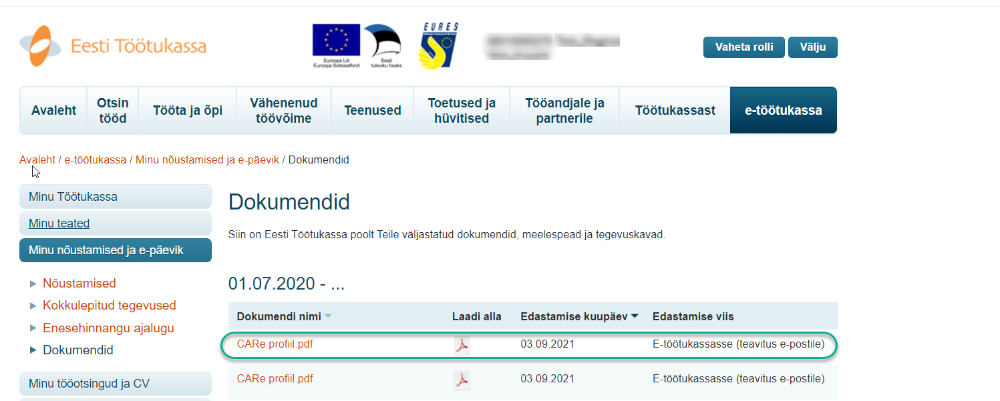 Eesti Töötukassa
Euroopa Liit
Euroopa Sotsiaalfond
Eesti
tuleviku heaks
EURES
Vaheta rolli
Välju
Avaleht
Otsin
tööd
Tööta ja õpi
Vähenenud
töövõime
Teenused
Toetused ja
hüvitised
Tööandjale ja
partnerile
Töötukassast
e-töötukassa
Avaleht / e-töötukassa / Minu nõustamised ja e-päevik / Dokumendid
Minu Töötukassa
Minu teated
Minu nõustamised ja e-päevik
Nõustamised
Kokkulepitud tegevused
Enesehinnangu ajalugu
Dokumendid
Minu tööotsingud ja CV
Dokumendid
Siin on Eesti Töötukassa poolt Teile väljastatud dokumendid, meelespead ja tegevuskavad.
01.07.2020 - ...
Dokumendi nimi Laadi alla Edastamise kuupäev Edastamise viis
CARe profiil.pdf 03.09.2021 E-töötukassasse (teavitus e-postile)
CARe profiil.pdf 03.09.2021 E-töötukassasse (teavitus e-postile)